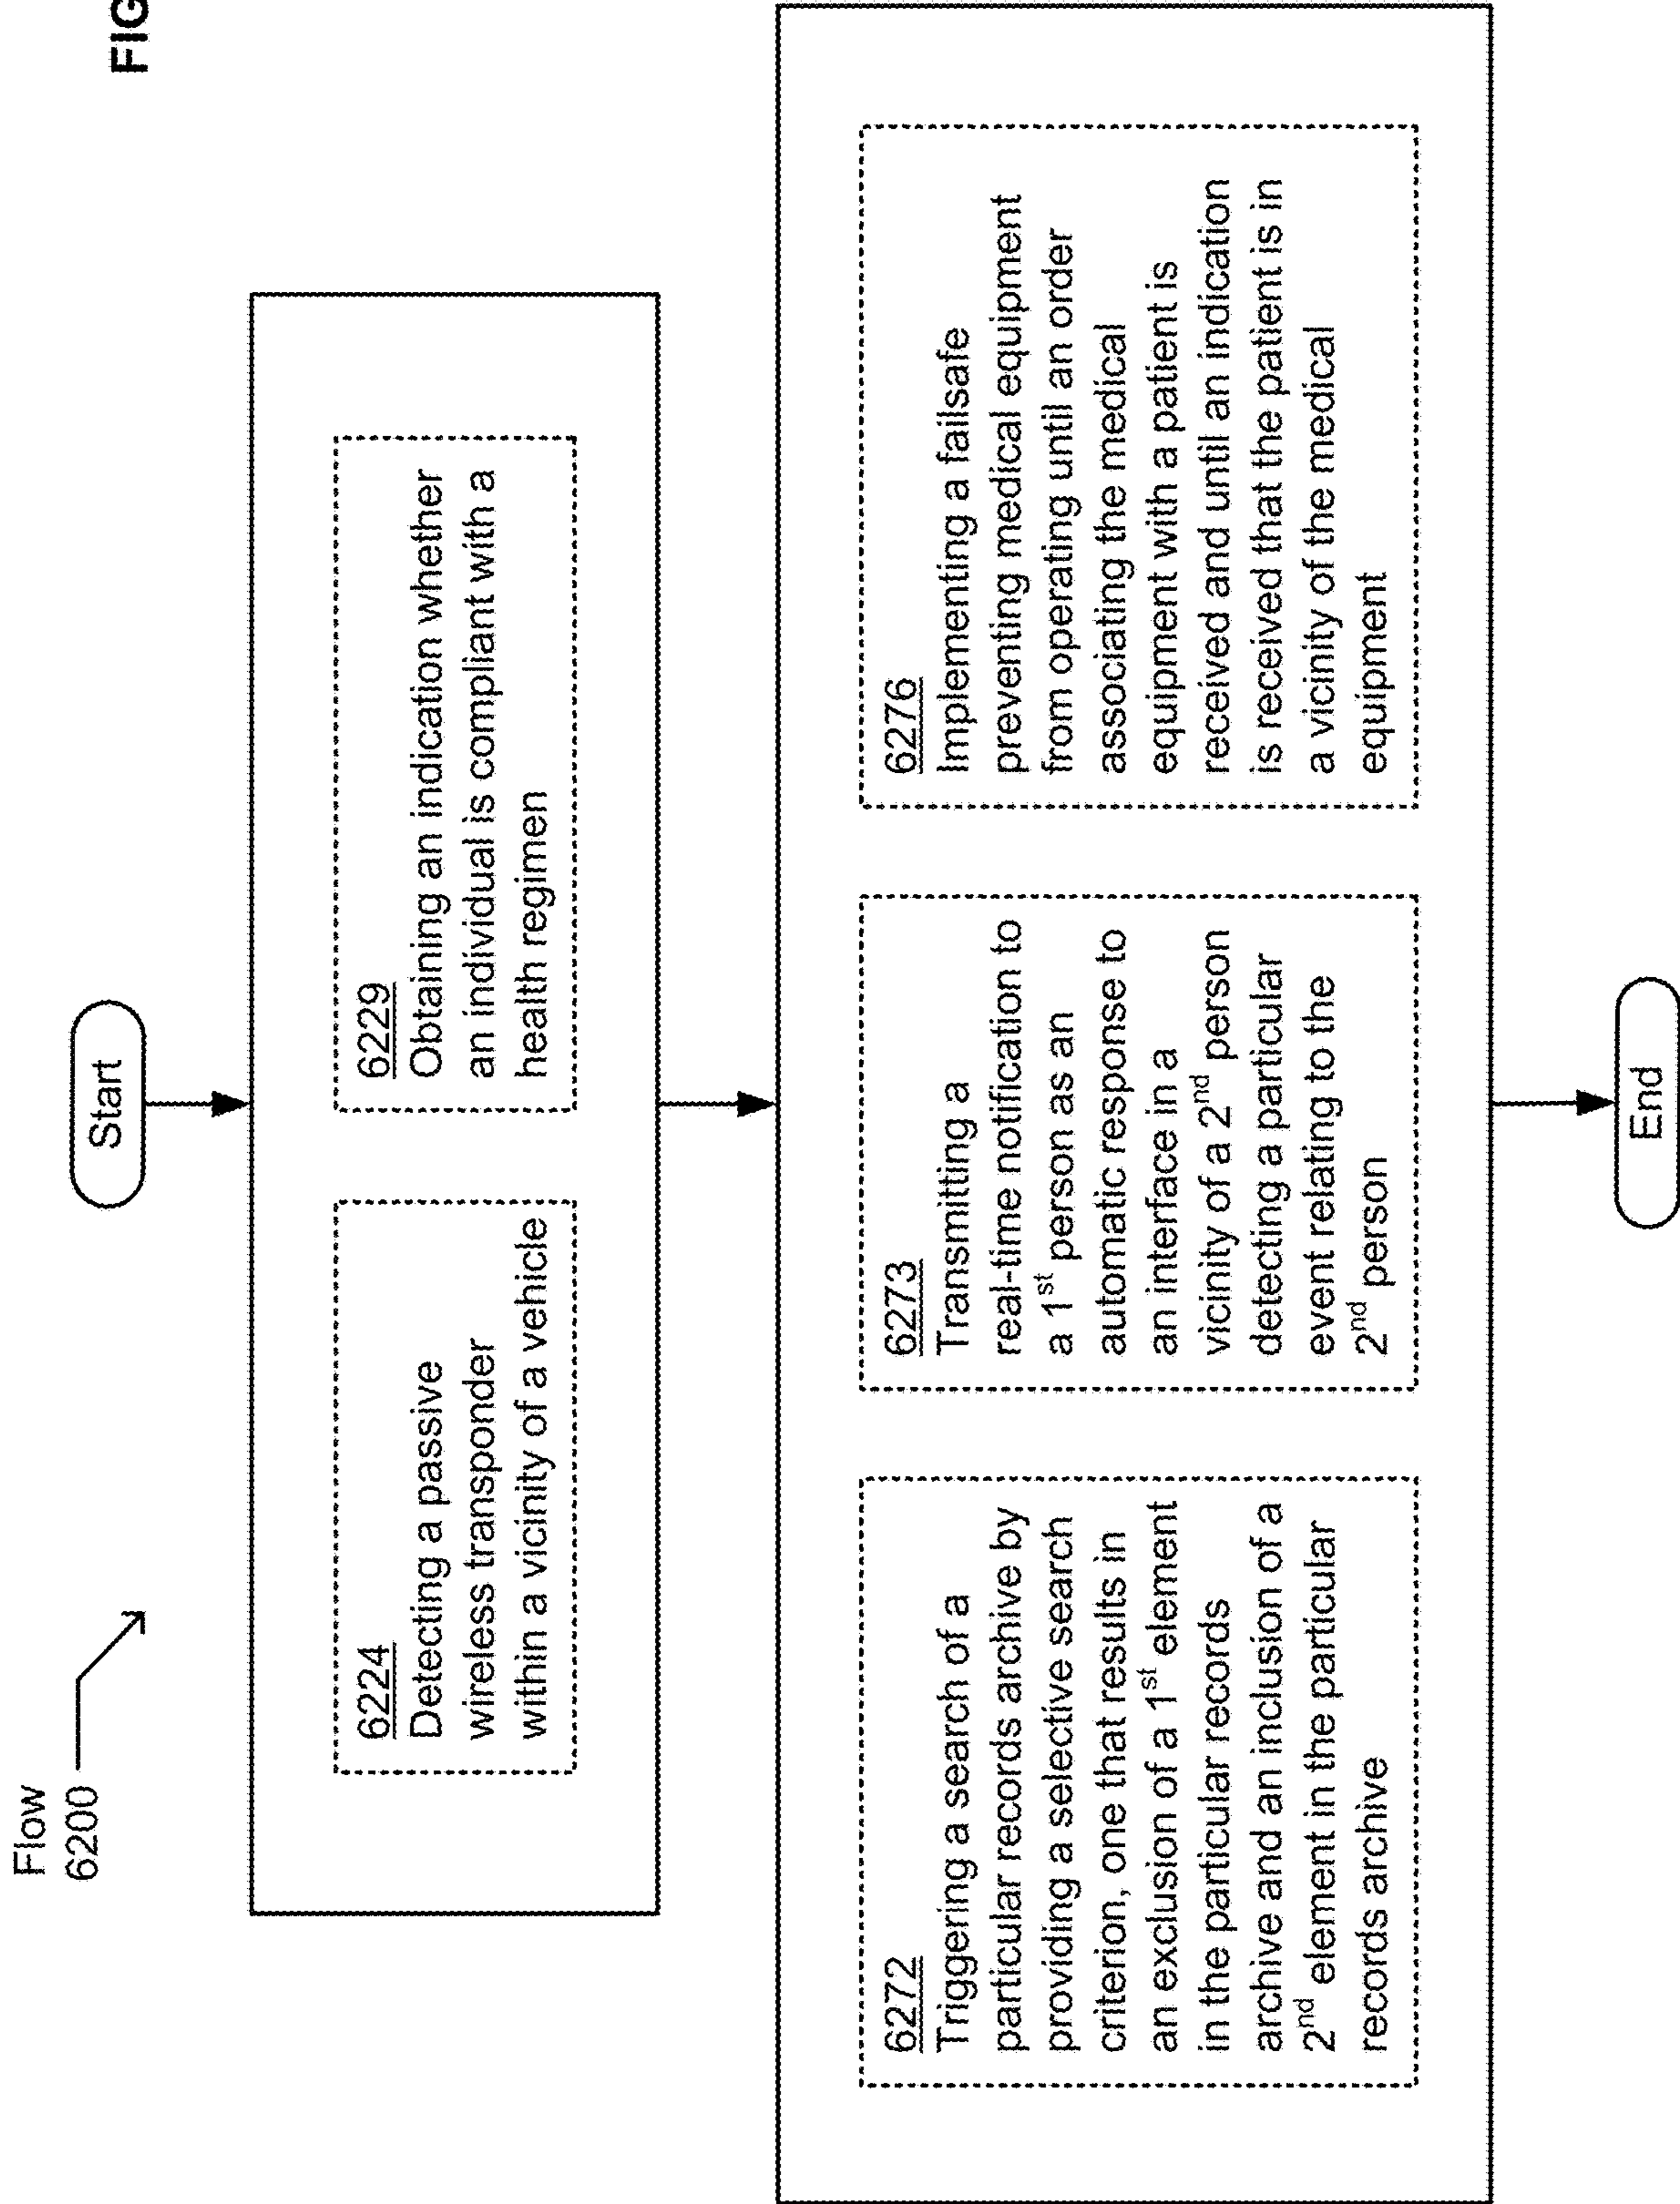 FIG
Flow
6200
Start
6224
Detecting a passive
wireless transponder
within a vicinity of a vehicle
6229
Obtaining an indication whether
an individual is compliant with a
health regimen
6272
Triggering a search of a
particular records archive by
providing a selective search
criterion, one that results in
an exclusion of a 1st element
in the particular records
archive and an inclusion of a
2nd element in the particular
records archive
6273
Transmitting a
real-time notification to
a 1st person as an
automatic response to
an interface in a
vicinity of a 2nd person
detecting a particular
event relating to the
2nd person
6276
Implementing a failsafe
preventing medical equipment
from operating until an order
associating the medical
equipment with a patient is
received and until an indication
is received that the patient is in
a vicinity of the medical
equipment
End